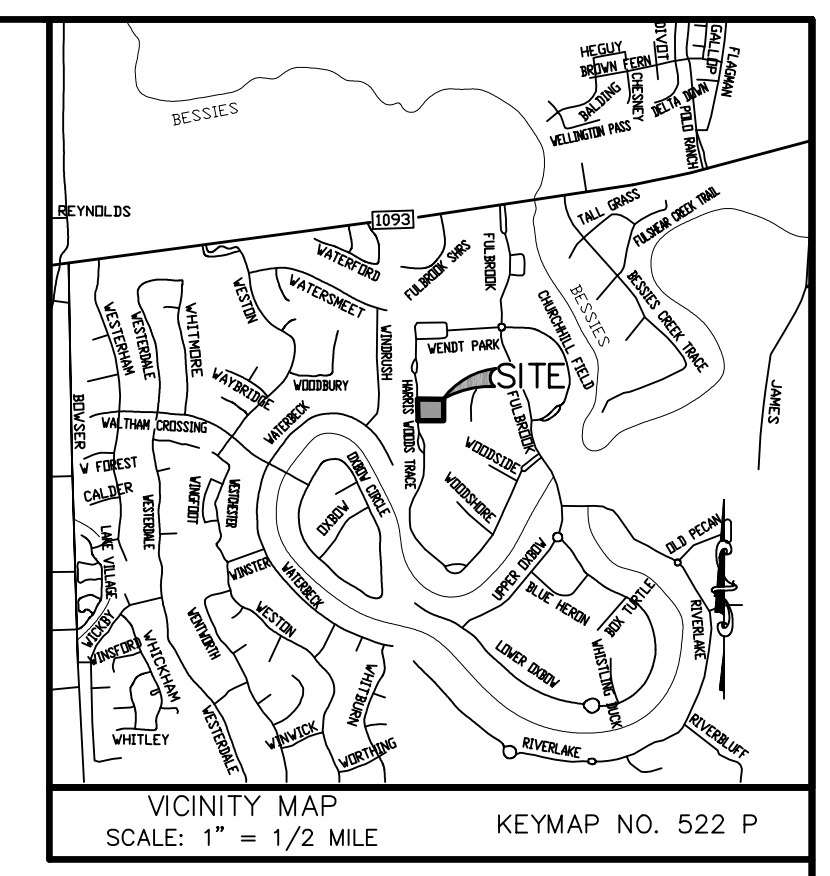 HEGUY
DIVOT
GALLOP
FLAGMAN
BROWN FERN
BALDING
CHESNEY
DELTA DOWN
BESSIES
WELLINGTON PASS
POLO RANCH
REYNOLDS
1093
TALL GRASS
FULSHEAR CREEK TRAIL
WATERFORD
FULBROOK SHRS
FULBROOK
WESTERHAM
WESTERDALE
WHITMORE
WESTON
WATERSMEET
BESSIES
BESSIES CREEK TRACE
CHURCHHILL FIELD
WINDRUSH
WENDT PARK
WAYBRIDGE
WOODBURY
SITE
HARRIS WOODS TRACE
FULBROOK
JAMES
BOWSER
WALTHAM CROSSING
WATERBECK
W FOREST
CALDER
WESTERDALE
WINGFOOT
WESTCHESTER
OXBOW CIRCLE
OXBOW
WOODSIDE
WOODSHORE
LAKE VILLAGE
WINSTER
WATERBECK
UPPER OXBOW
OLD PECAN
BLUE HERON
BOX TURTLE
RIVERLAKE
WICKBY
WINSFORD
WHICKHAM
WENTWORTH
WESTON
LOWER OXBOW
WHISTLING DUCK
WHITBURN
WHITLEY
WESTERDALE
WINWICK
WORTHING
RIVERLAKE
RIVERBLUFF
VICINITY MAP
SCALE: 1" = 1/2 MILE
KEYMAP NO. 522 P